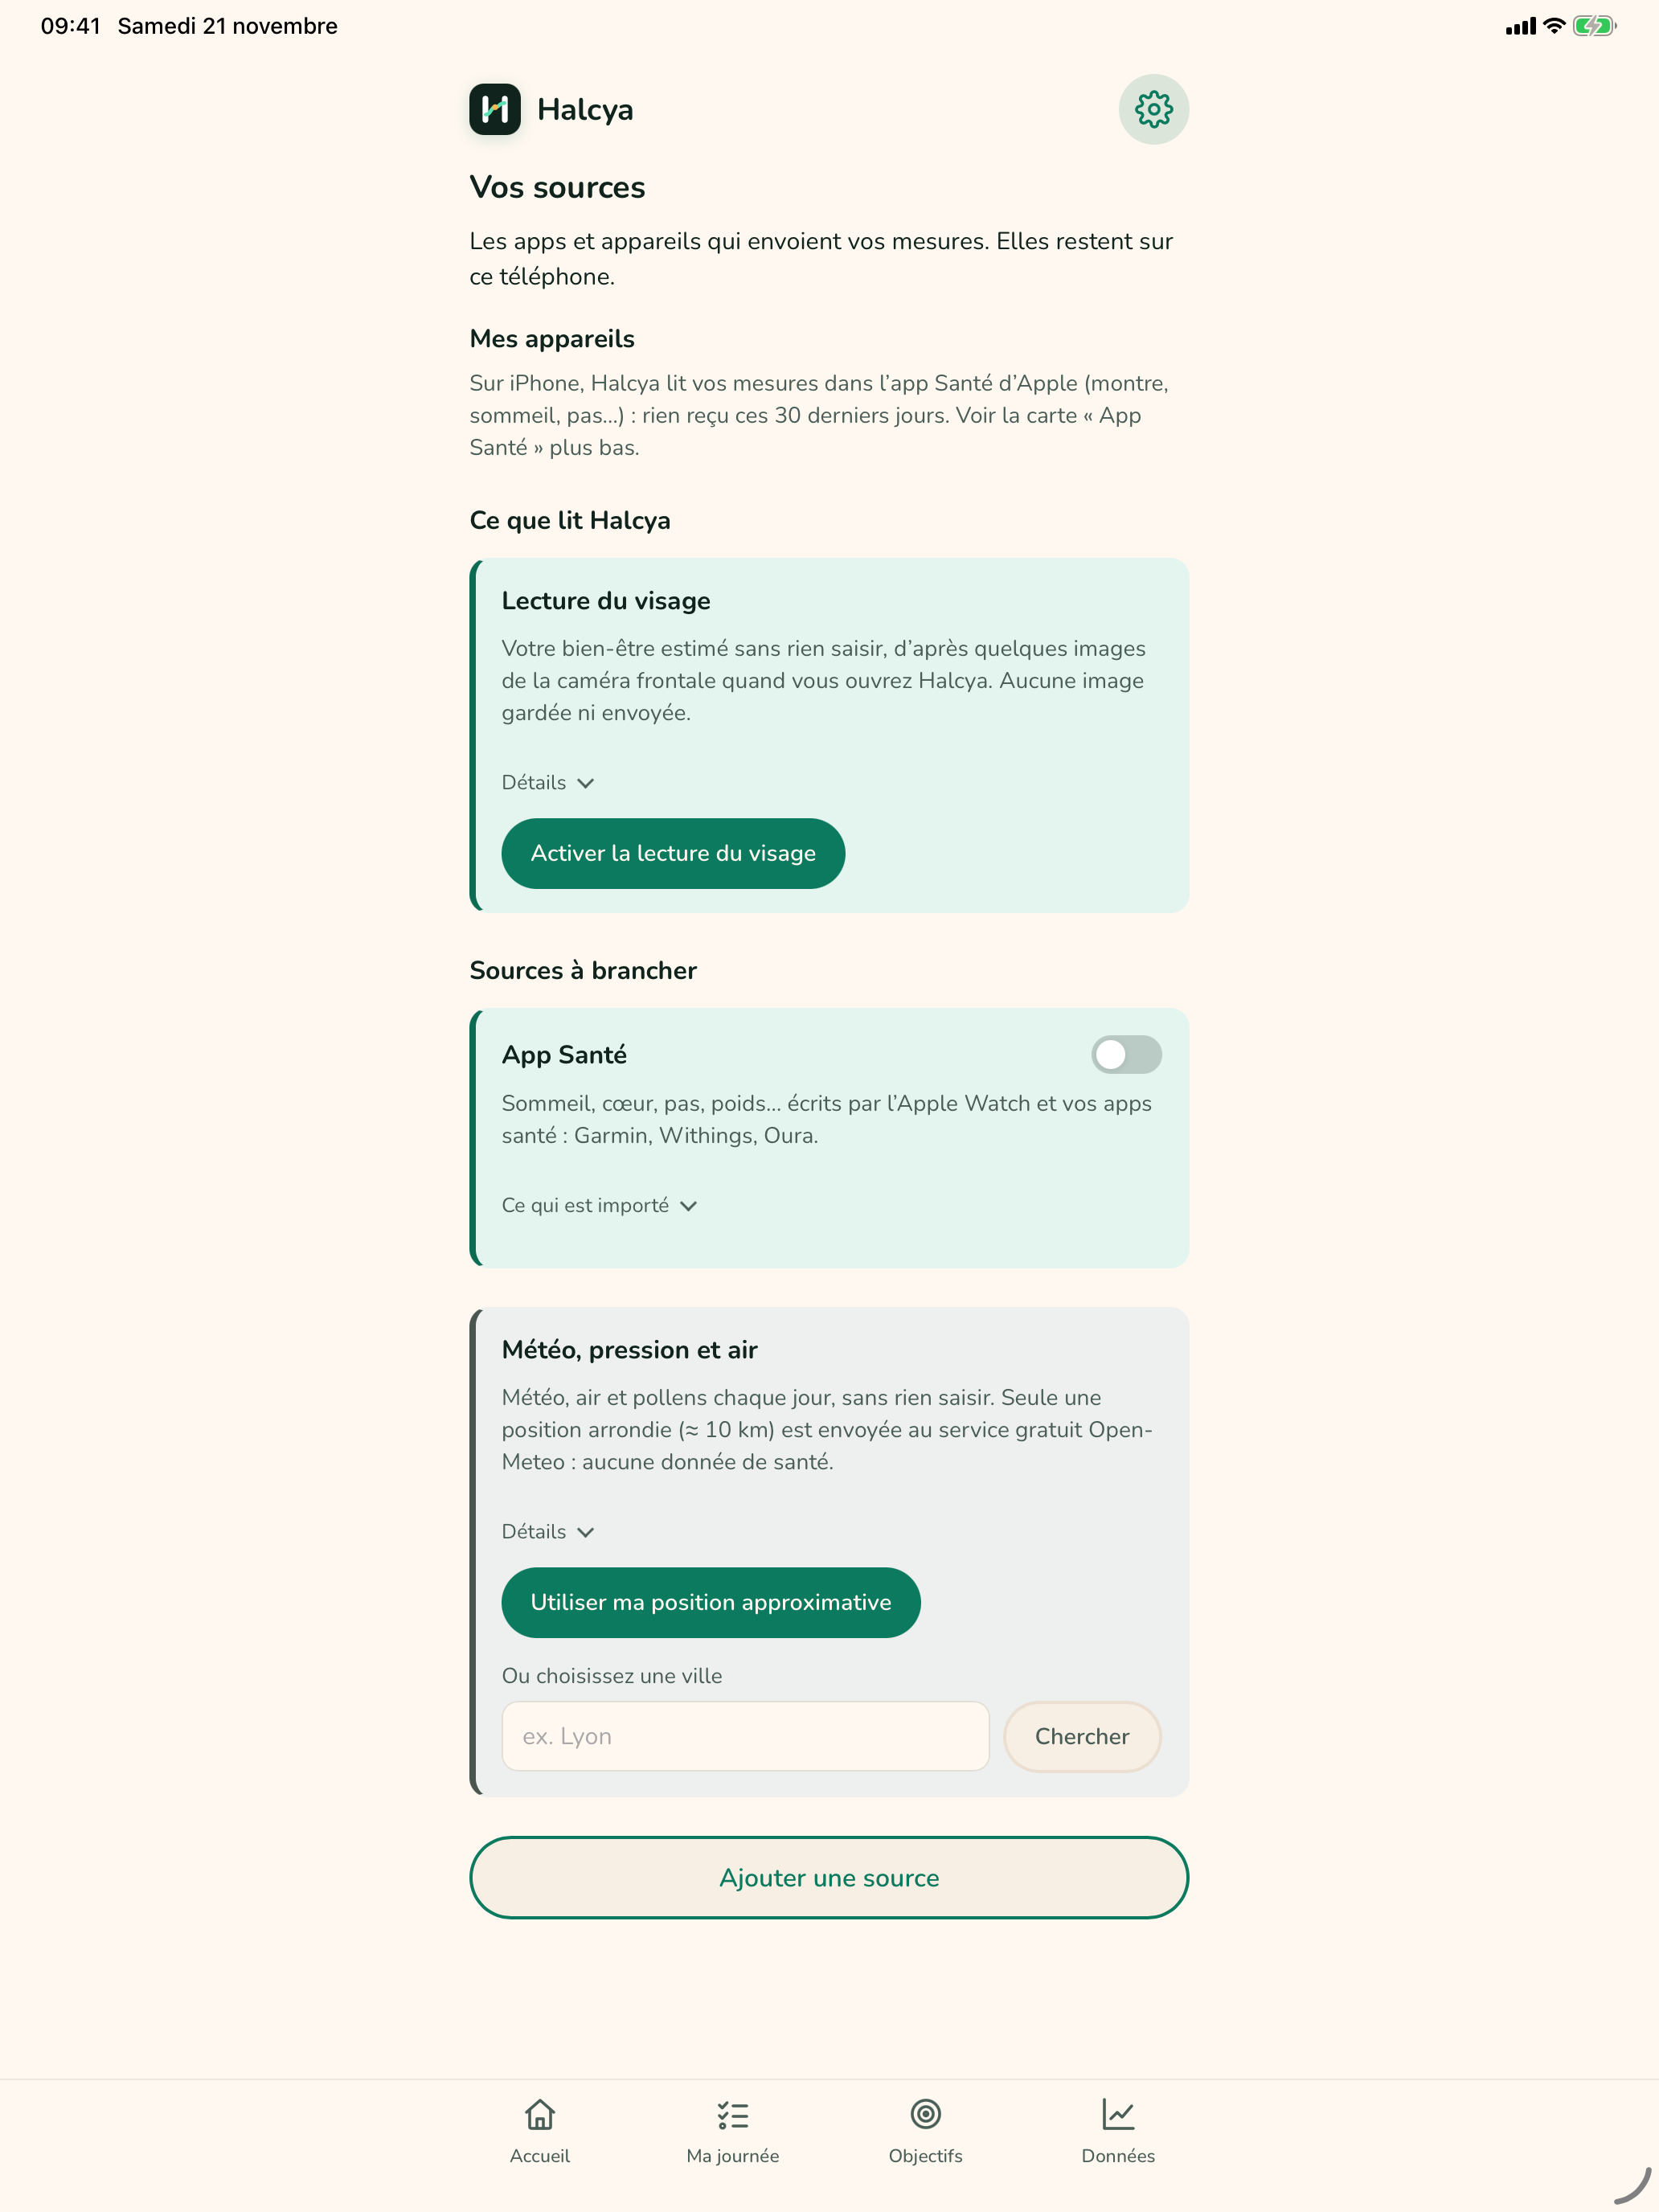 09:41 Samedi 21 novembre
Halcya
Vos sources
Les apps et appareils qui envoient vos mesures. Elles restent sur
ce téléphone.
Mes appareils
Sur iPhone, Halcya lit vos mesures dans l’app Santé d’Apple (montre,
sommeil, pas…) : rien reçu ces 30 derniers jours. Voir la carte « App
Santé » plus bas.
Ce que lit Halcya
Lecture du visage
Votre bien-être estimé sans rien saisir, d’après quelques images
de la caméra frontale quand vous ouvrez Halcya. Aucune image
gardée ni envoyée.
Détails
Activer la lecture du visage
Sources à brancher
App Santé
Sommeil, cœur, pas, poids… écrits par l’Apple Watch et vos apps
santé : Garmin, Withings, Oura.
Ce qui est importé
Météo, pression et air
Météo, air et pollens chaque jour, sans rien saisir. Seule une
position arrondie (≈ 10 km) est envoyée au service gratuit Open-
Meteo : aucune donnée de santé.
Détails
Utiliser ma position approximative
Ou choisissez une ville
ex. Lyon
Chercher
Ajouter une source
Accueil
Ma journée
Objectifs
Données